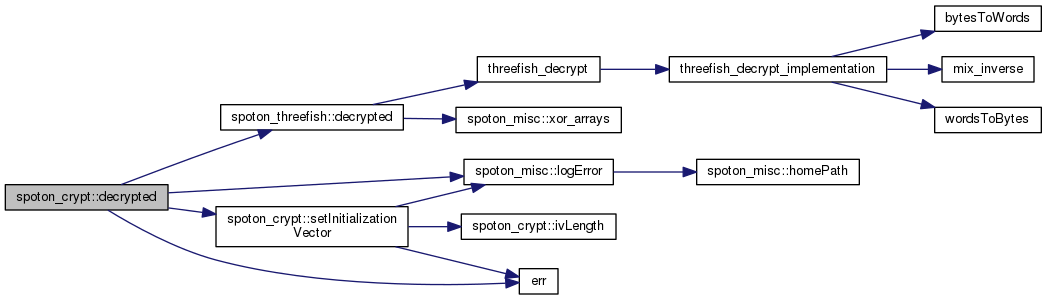 bytesToWords
threefish_decrypt
threefish_decrypt_implementation
mix_inverse
spoton_threefish::decrypted
spoton_misc::xor_arrays
wordsToBytes
spoton_misc::logError
spoton_misc::homePath
spoton_crypt::decrypted
spoton_crypt::setInitialization
Vector
spoton_crypt::ivLength
err